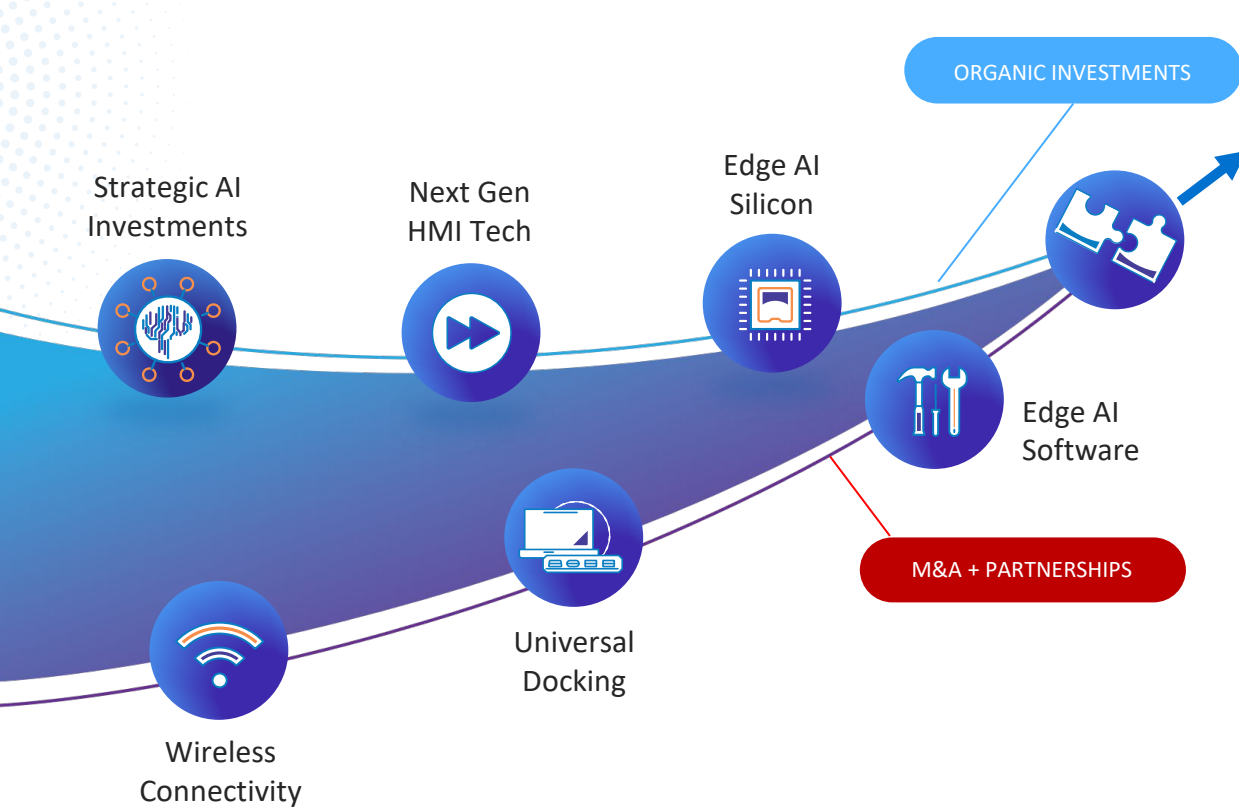 ORGANIC INVESTMENTS
Strategic AI
Investments
Next Gen
HMI Tech
Edge AI
Silicon
Edge AI
Software
M&A + PARTNERSHIPS
Universal
Docking
Wireless
Connectivity